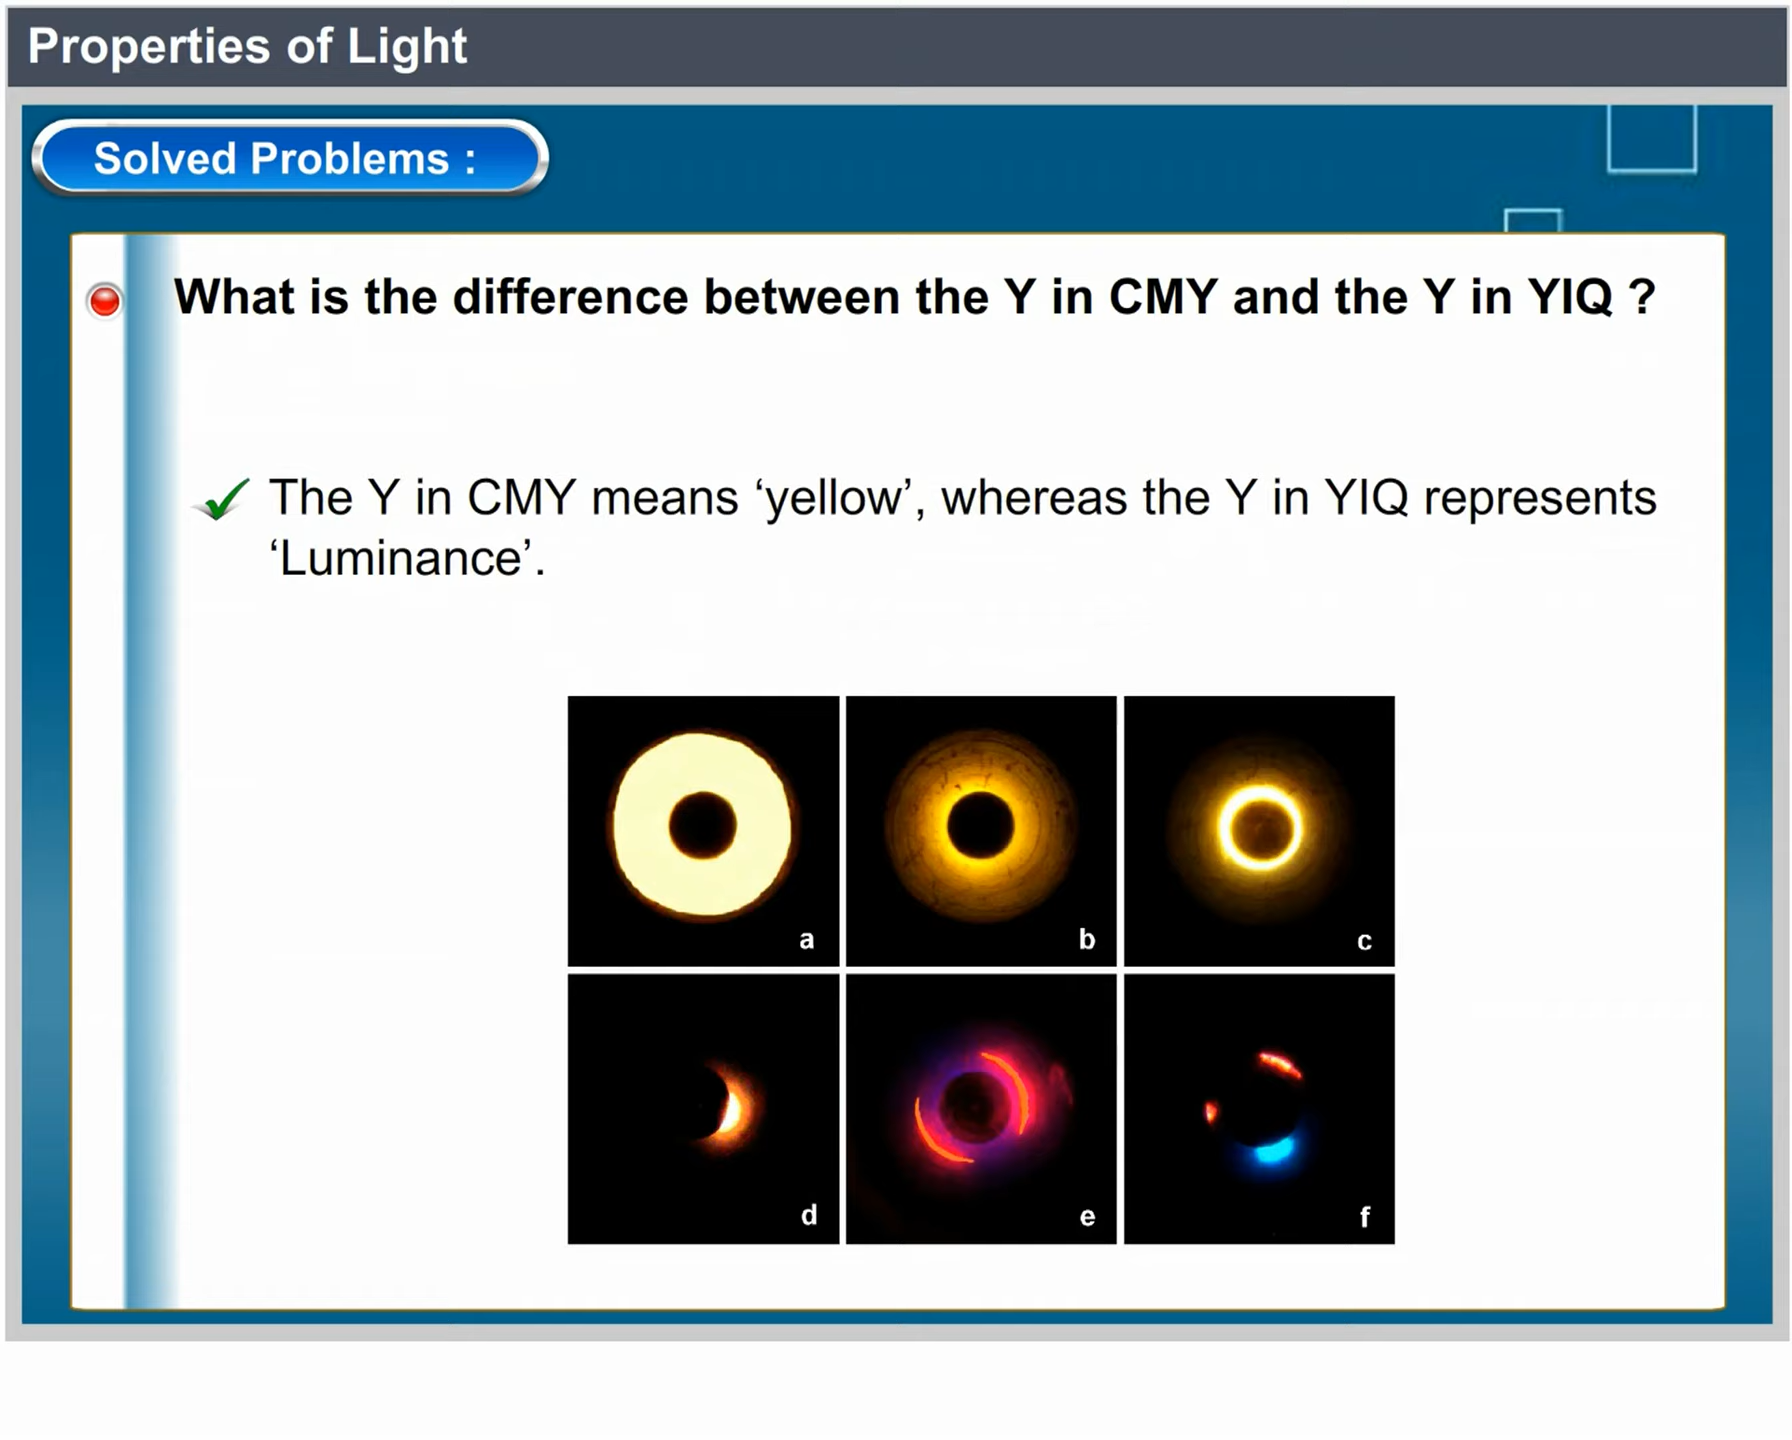 Properties of Light
Solved Problems :
What is the difference between the Y in CMY and the Y in YIQ ?
The Y in CMY means ‘yellow’, whereas the Y in YIQ represents
‘Luminance’.
a
b
c
d
e
f